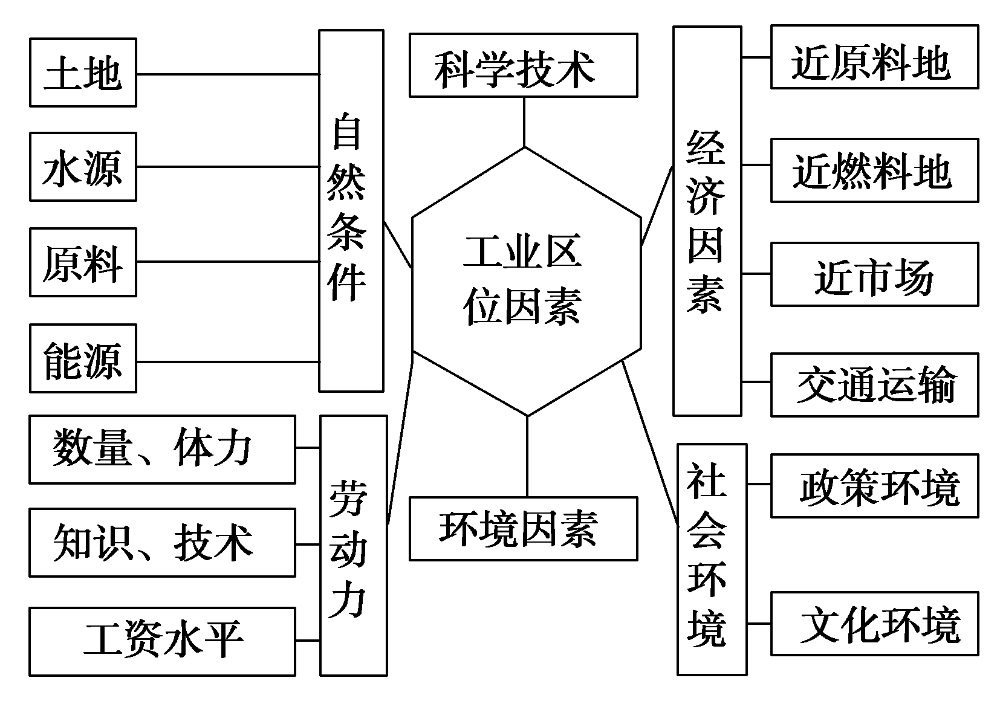 土地
水源
原料
能源
自然条件
数量、体力
知识、技术
工资水平
劳动力
科学技术
工业区
位因素
环境因素
经济因素
近原料地
近燃料地
近市场
交通运输
社会环境
政策环境
文化环境